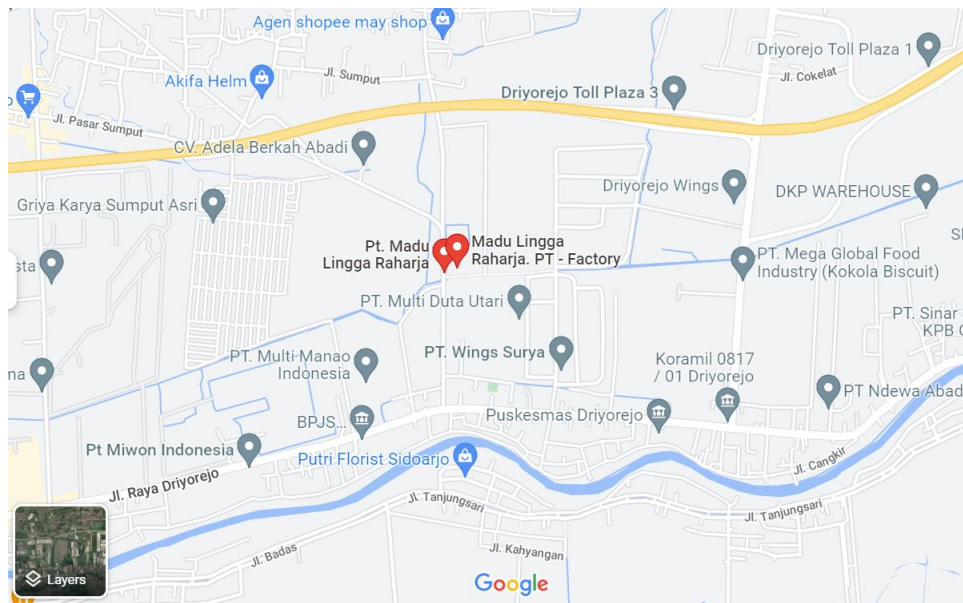 Agen shopee may shop
Driyorejo Toll Plaza 1
Jl. Sumput
Jl. Cokelat
Akifa Helm
Driyorejo Toll Plaza 3
Jl. Pasar Sumput
CV. Adela Berkah Abadi
Driyorejo Wings
DKP WAREHOUSE
Griya Karya Sumput Asri
Pt. Madu
Lingga Raharja
Madu Lingga
Raharja. PT - Factory
PT. Mega Global Food
Industry (Kokola Biscuit)
PT. Multi Duta Utari
PT. Sinar
KPB
PT. Multi Manao
Indonesia
PT. Wings Surya
Koramil 0817
/ 01 Driyorejo
PT Ndewa Abad
BPJS...
Puskesmas Driyorejo
Pt Miwon Indonesia
Putri Florist Sidoarjo
Jl. Cangkir
Jl. Raya Driyorejo
Jl. Tanjungsari
Jl. Tanjungsari
Jl. Badas
Jl. Kahyangan
Layers
Google